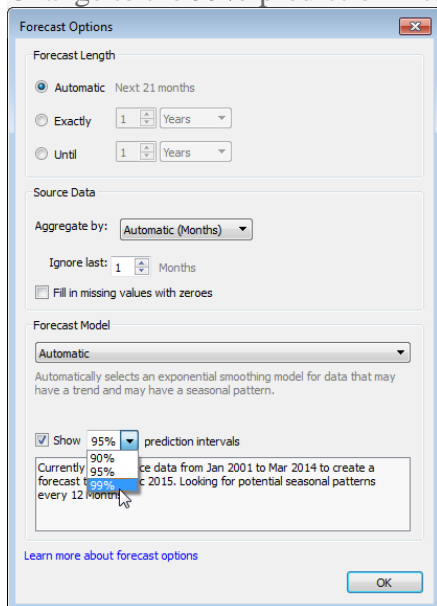 Forecast Options
Forecast Length
Automatic Next 21 months
Exactly 1 Years
Until 1 Years
Source Data
Aggregate by: Automatic (Months)
Ignore last: 1 Months
Fill in missing values with zeroes
Forecast Model
Automatic
Automatically selects an exponential smoothing model for data that may
have a trend and may have a seasonal pattern.
Show 95% prediction intervals
90%
95%
99%
Currently ce data from Jan 2001 to Mar 2014 to create a
forecast 2015. Looking for potential seasonal patterns
every 12 Months
Learn more about forecast options
OK